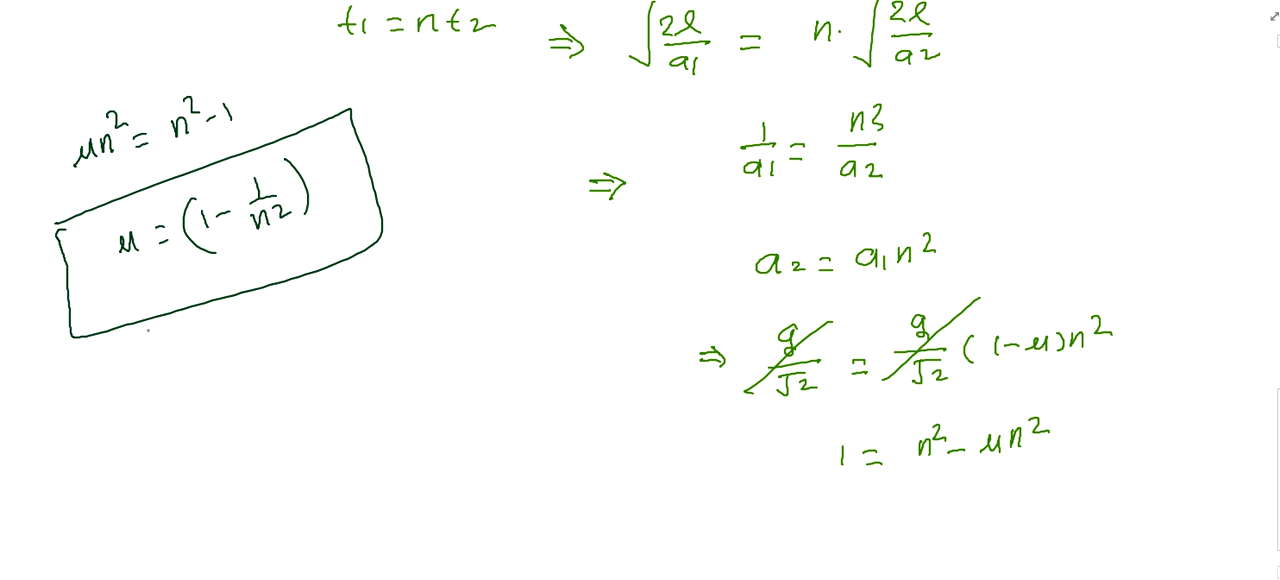 t1 = nt2 ⇒ √(2l/a1) = n·√(2l/a2)
⇒ 1/a1 = n3/a2
a2 = a1n²
⇒ g/√2 = g/√2 (1-μ)n²
1 = n² - μn²
μn² = n² - 1
μ = (1 - 1/n2)